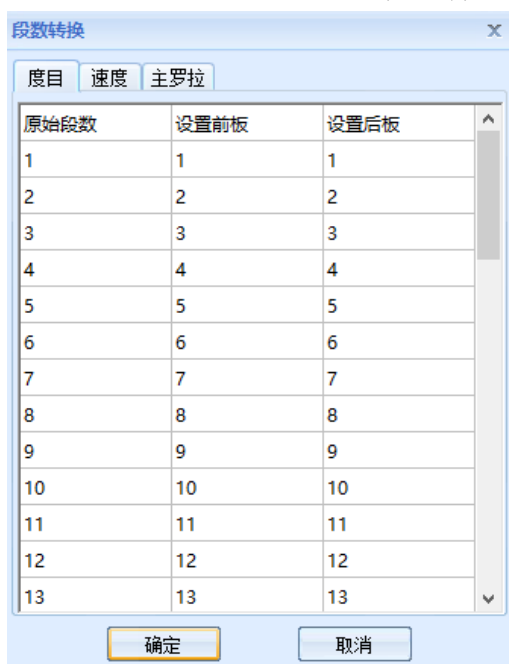 段数转换
度目 速度 主罗拉
原始段数 设置前板 设置后板
1 1 1
2 2 2
3 3 3
4 4 4
5 5 5
6 6 6
7 7 7
8 8 8
9 9 9
10 10 10
11 11 11
12 12 12
13 13 13
确定 取消